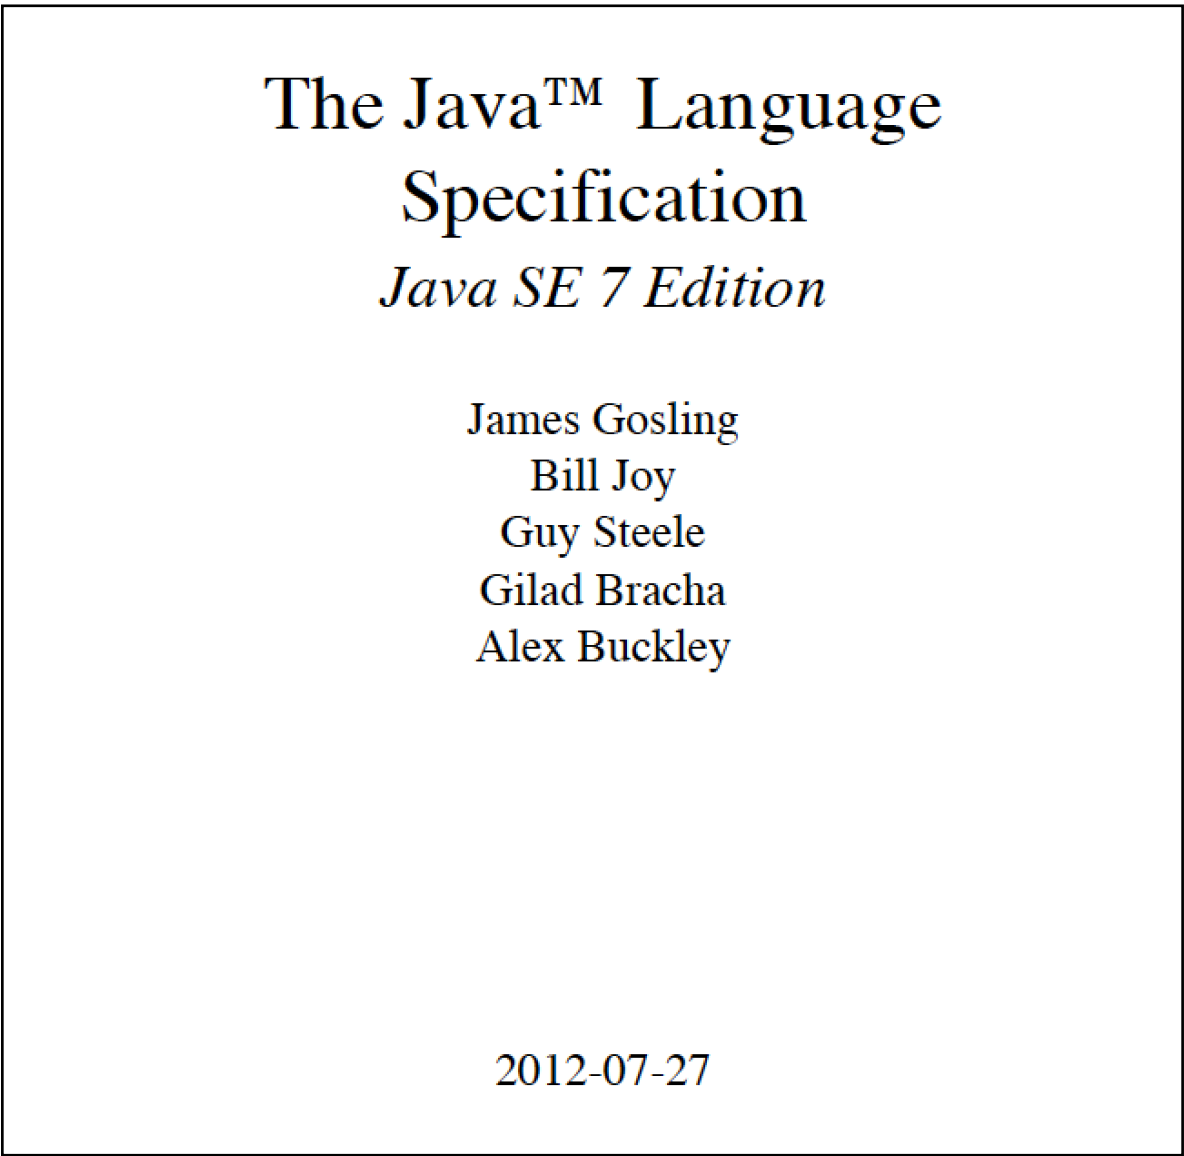 The Java™ Language
Specification
Java SE 7 Edition
James Gosling
Bill Joy
Guy Steele
Gilad Bracha
Alex Buckley
2012-07-27